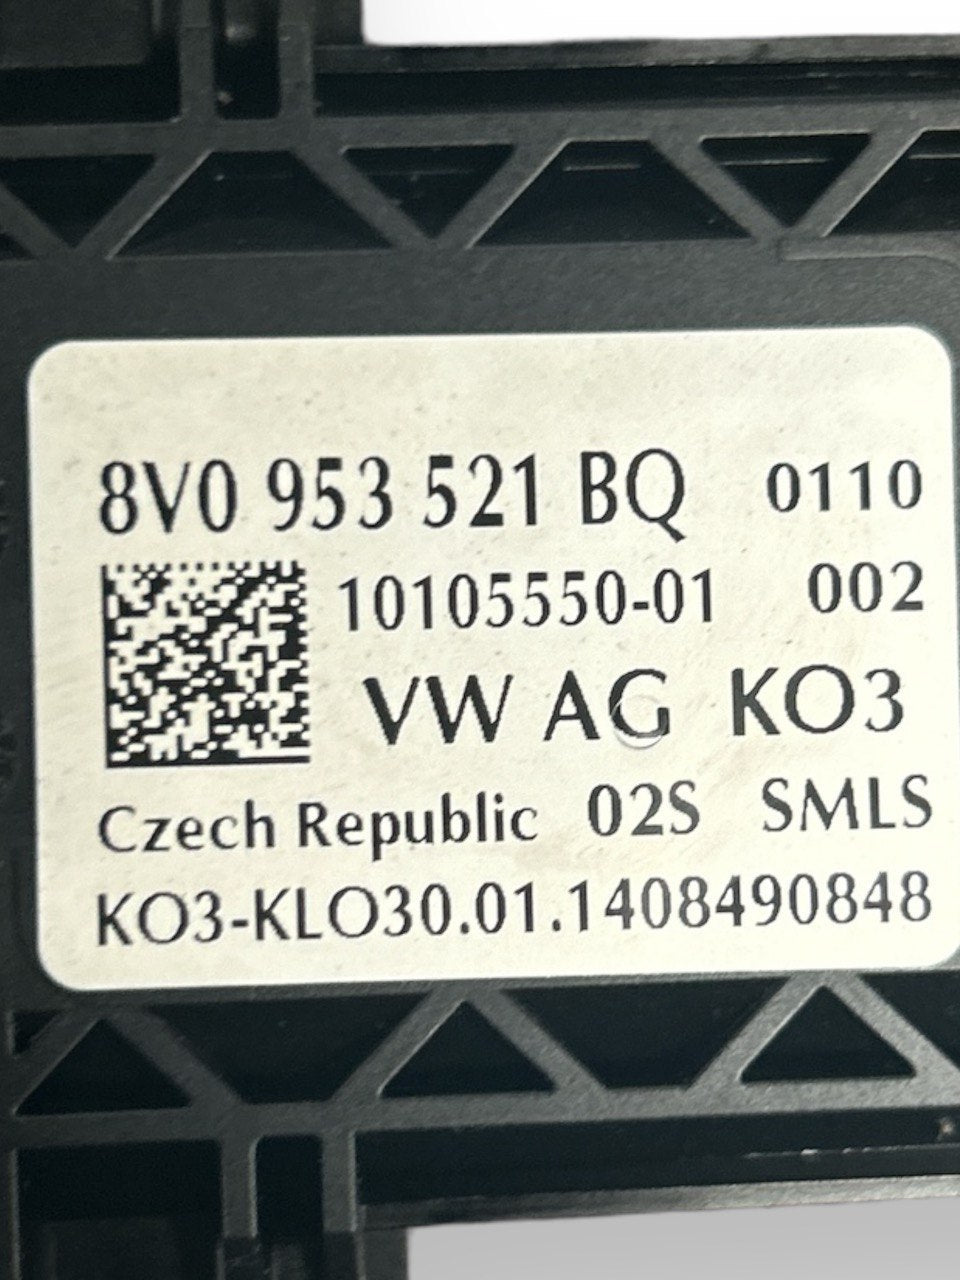 8V0 953 521 BQ 0110
10105550-01 002
VW AG KO3
Czech Republic 02S SMLS
KO3-KLO30.01.1408490848